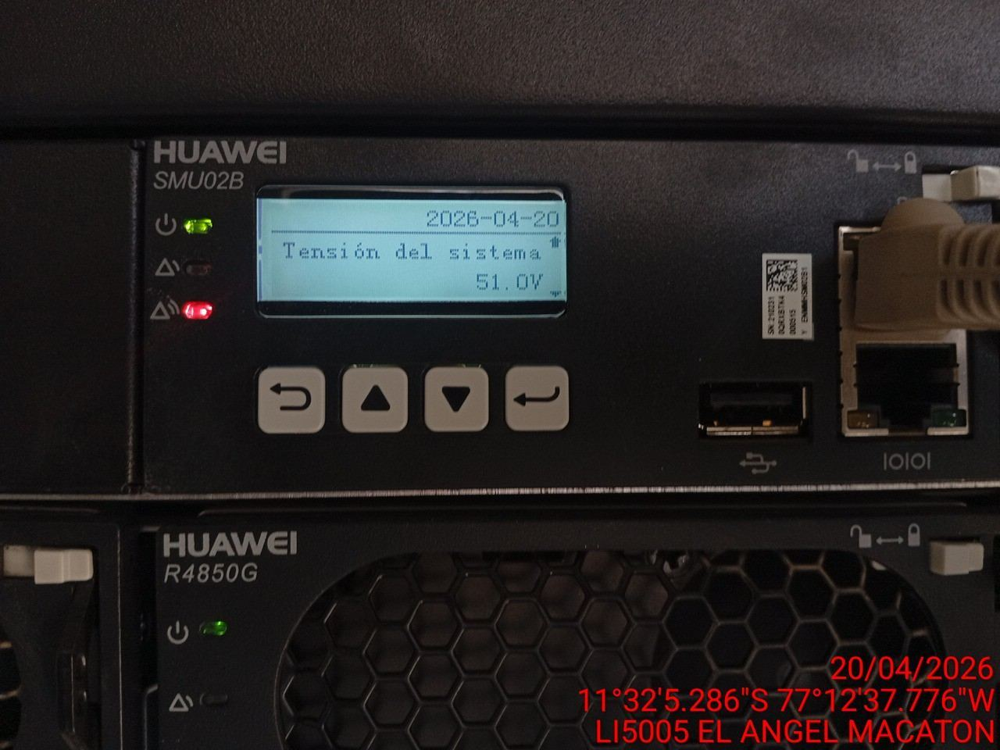 HUAWEI
SMU02B
2026-04-20
Tensión del sistema
51.0V
HUAWEI
R4850G
20/04/2026
11°32'5.286"S 77°12'37.776"W
LI5005 EL ANGEL MACATON